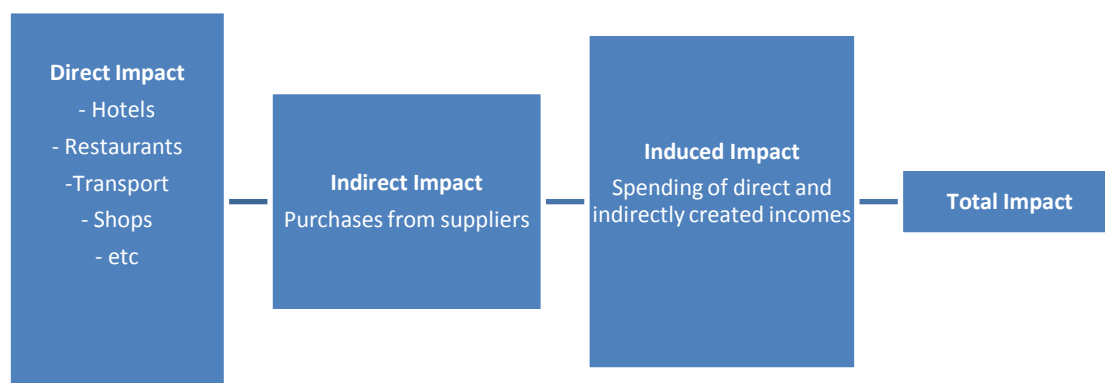 Direct Impact
- Hotels
- Restaurants
-Transport
- Shops
- etc
Indirect Impact
Purchases from suppliers
Induced Impact
Spending of direct and
indirectly created incomes
Total Impact